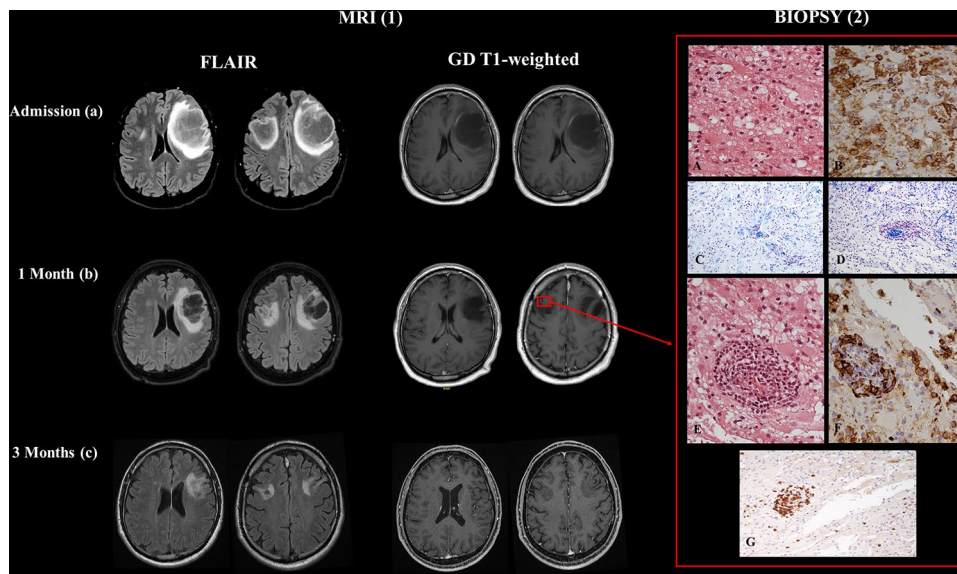 MRI (1)
BIOPSY (2)
FLAIR
GD T1-weighted
Admission (a)
A
B
C
D
1 Month (b)
E
F
3 Months (c)
G